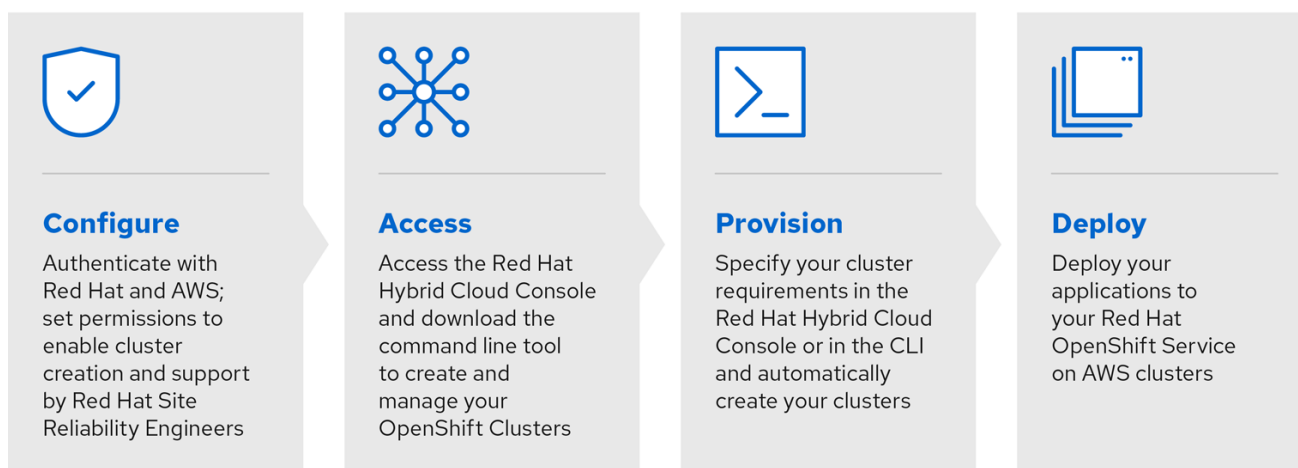 Configure
Authenticate with
Red Hat and AWS;
set permissions to
enable cluster
creation and support
by Red Hat Site
Reliability Engineers
Access
Access the Red Hat
Hybrid Cloud Console
and download the
command line tool
to create and
manage your
OpenShift Clusters
Provision
Specify your cluster
requirements in the
Red Hat Hybrid Cloud
Console or in the CLI
and automatically
create your clusters
Deploy
Deploy your
applications to
your Red Hat
OpenShift Service
on AWS clusters